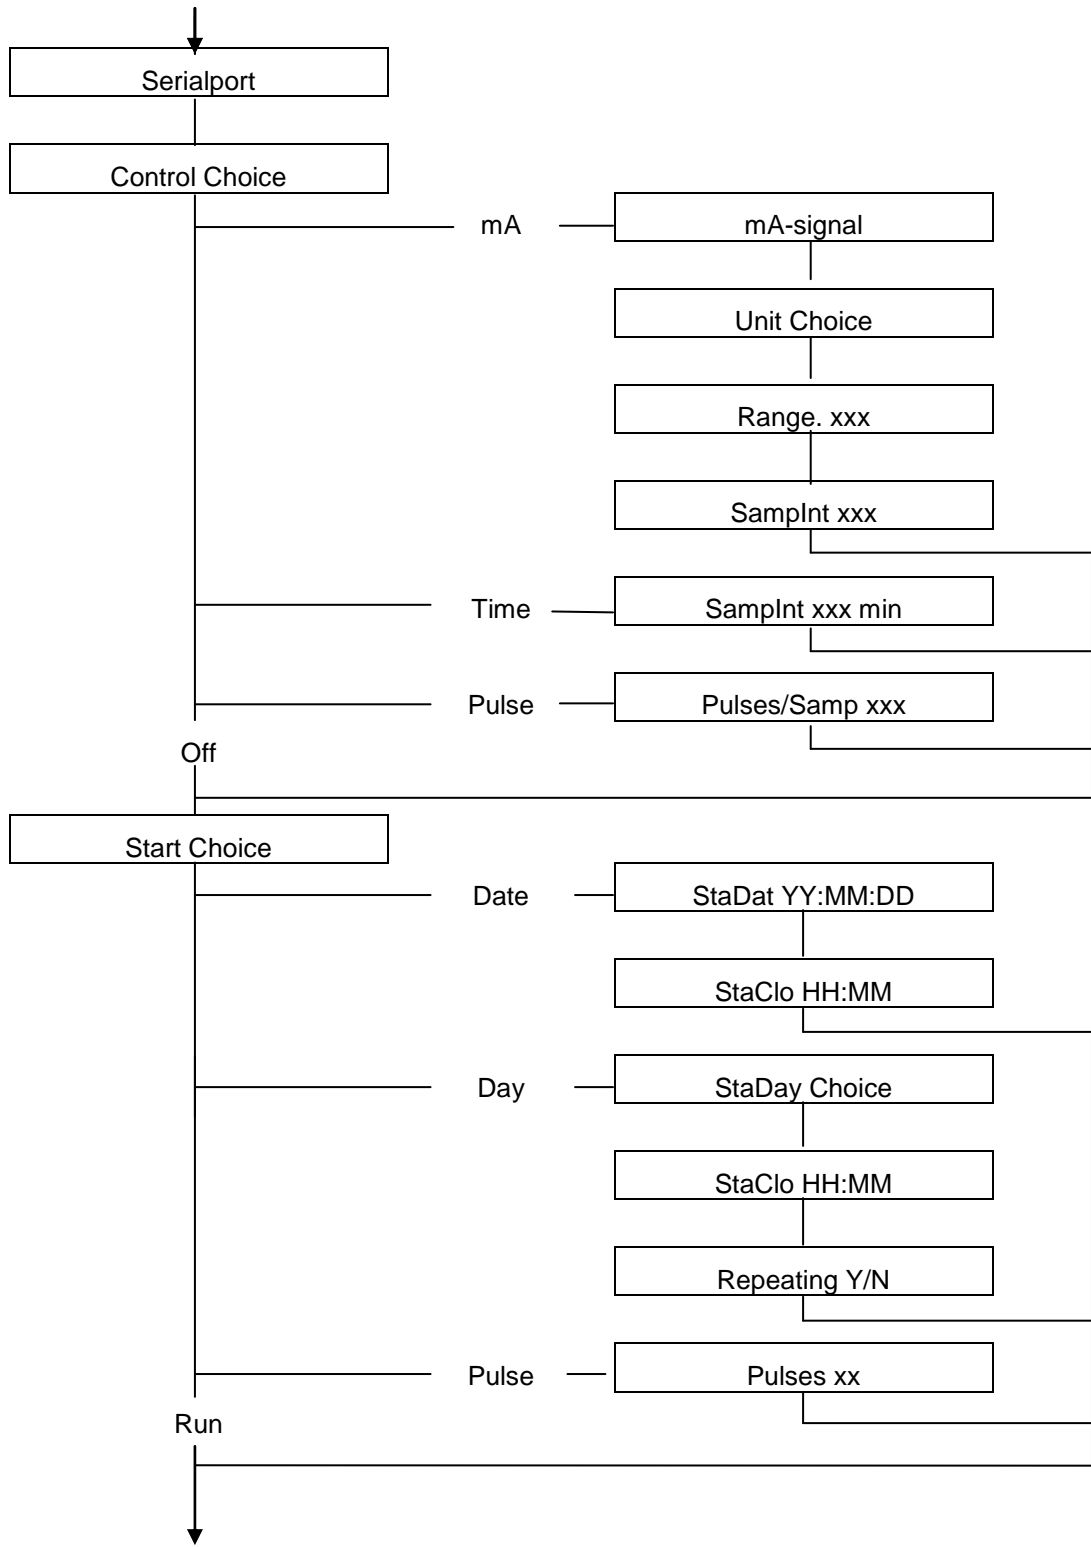 Serialport
Control Choice
mA
mA-signal
Unit Choice
Range. xxx
SampInt xxx
Time
SampInt xxx min
Pulse
Pulses/Samp xxx
Off
Start Choice
Date
StaDat YY:MM:DD
StaClo HH:MM
Day
StaDay Choice
StaClo HH:MM
Repeating Y/N
Pulse
Pulses xx
Run